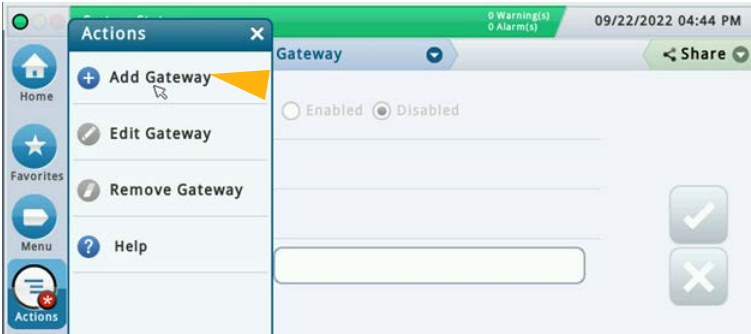 0 Warning(s)
0 Alarm(s)
09/22/2022 04:44 PM
Actions
Gateway
Share
Home
Add Gateway
Enabled
Disabled
Edit Gateway
Favorites
Remove Gateway
Menu
Help
Actions